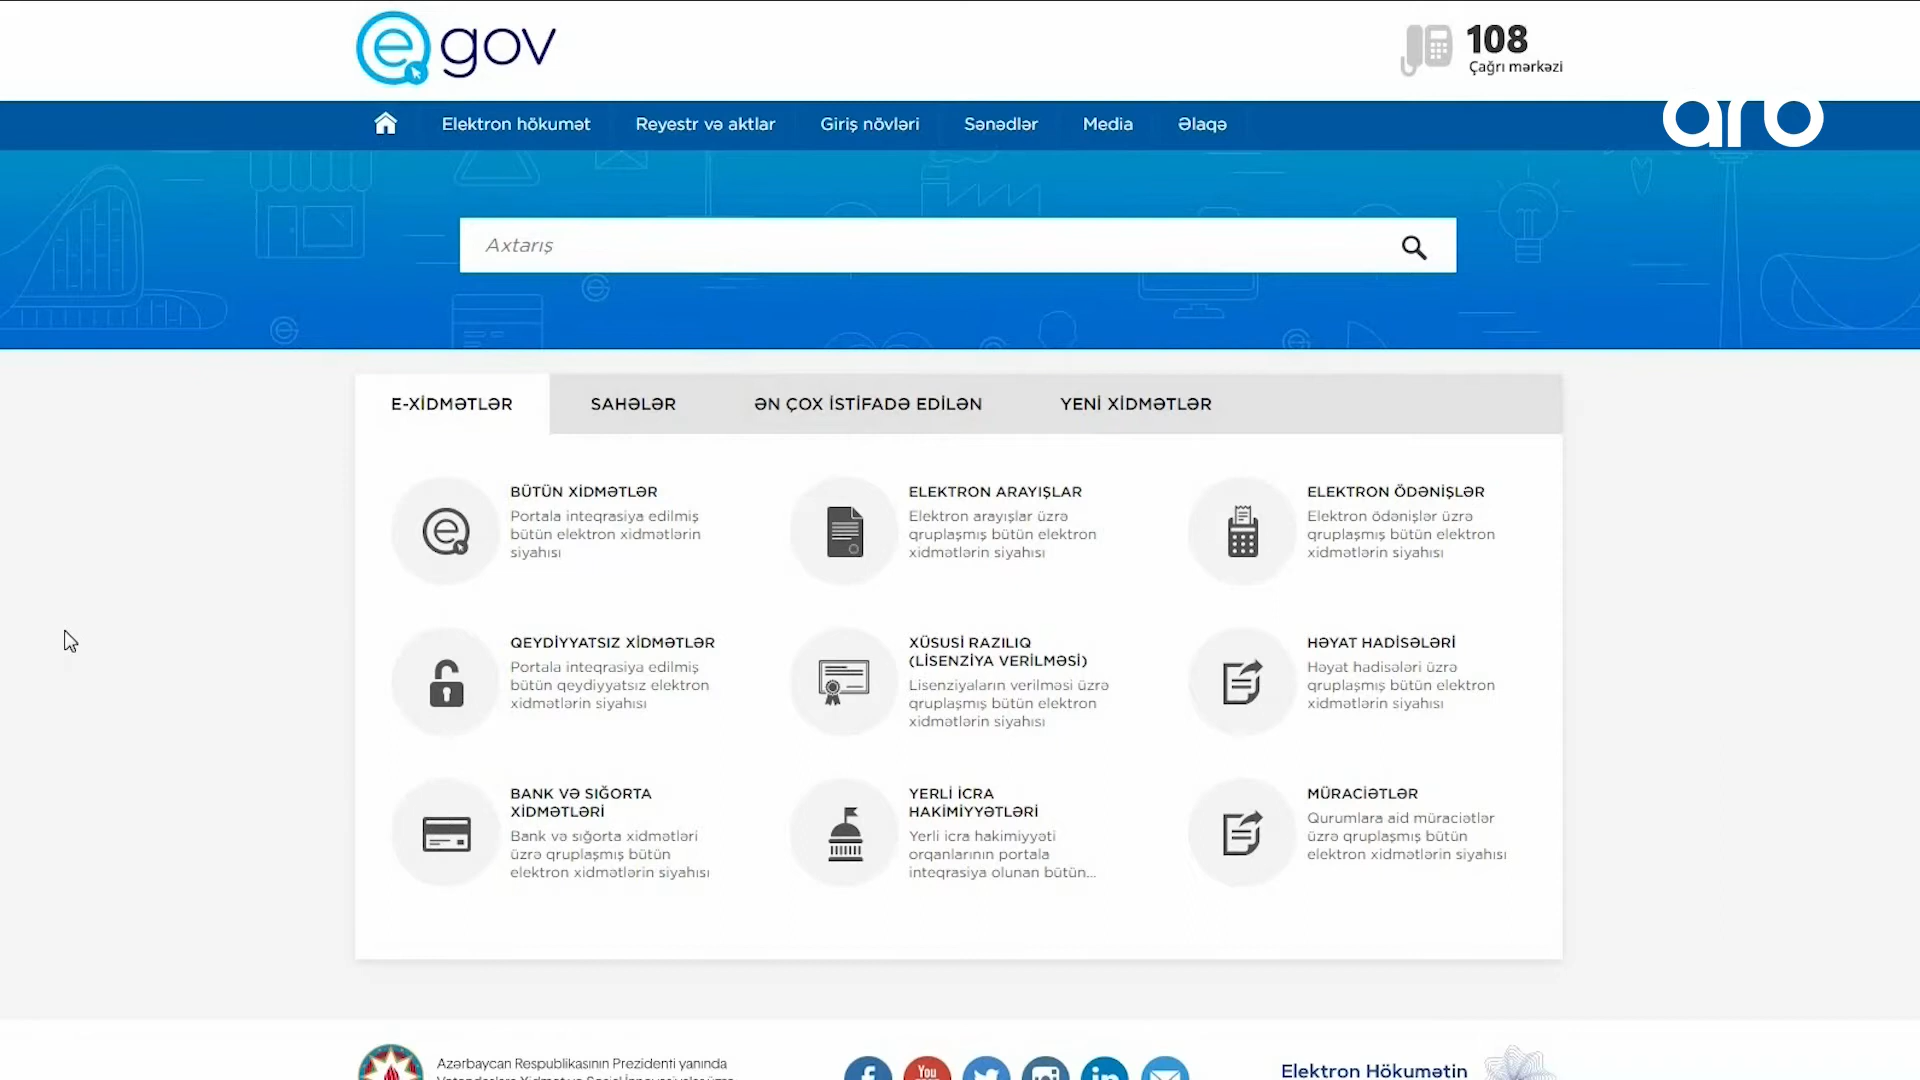 e gov
108
Çağrı mərkəzi
Elektron hökumət Reyestr və aktlar Giriş növləri Sənədlər Media Əlaqə
arb
Axtarış
E-XİDMƏTLƏR SAHƏLƏR ƏN ÇOX İSTİFADƏ EDİLƏN YENİ XİDMƏTLƏR
BÜTÜN XİDMƏTLƏR
Portala inteqrasiya edilmiş
bütün elektron xidmətlərin
siyahısı
ELEKTRON ARAYIŞLAR
Elektron arayışlar üzrə
qruplaşmış bütün elektron
xidmətlərin siyahısı
ELEKTRON ÖDƏNİŞLƏR
Elektron ödənişlər üzrə
qruplaşmış bütün elektron
xidmətlərin siyahısı
QEYDİYYATSIZ XİDMƏTLƏR
Portala inteqrasiya edilmiş
bütün qeydiyyatsız elektron
xidmətlərin siyahısı
XÜSUSİ RAZILIQ
(LİSENZİYA VERİLMƏSİ)
Lisenziyaların verilməsi üzrə
qruplaşmış bütün elektron
xidmətlərin siyahısı
HƏYAT HADİSƏLƏRİ
Həyat hadisələri üzrə
qruplaşmış bütün elektron
xidmətlərin siyahısı
BANK VƏ SIĞORTA
XİDMƏTLƏRİ
Bank və sığorta xidmətləri
üzrə qruplaşmış bütün
elektron xidmətlərin siyahısı
YERLİ İCRA
HAKİMİYYƏTLƏRİ
Yerli icra hakimiyyəti
orqanlarının portala
inteqrasiya olunan bütün...
MÜRACİƏTLƏR
Qurumlara aid müraciətlər
üzrə qruplaşmış bütün
elektron xidmətlərin siyahısı
Azərbaycan Respublikasının Prezidenti yanında
You
in
Elektron Hökumətin